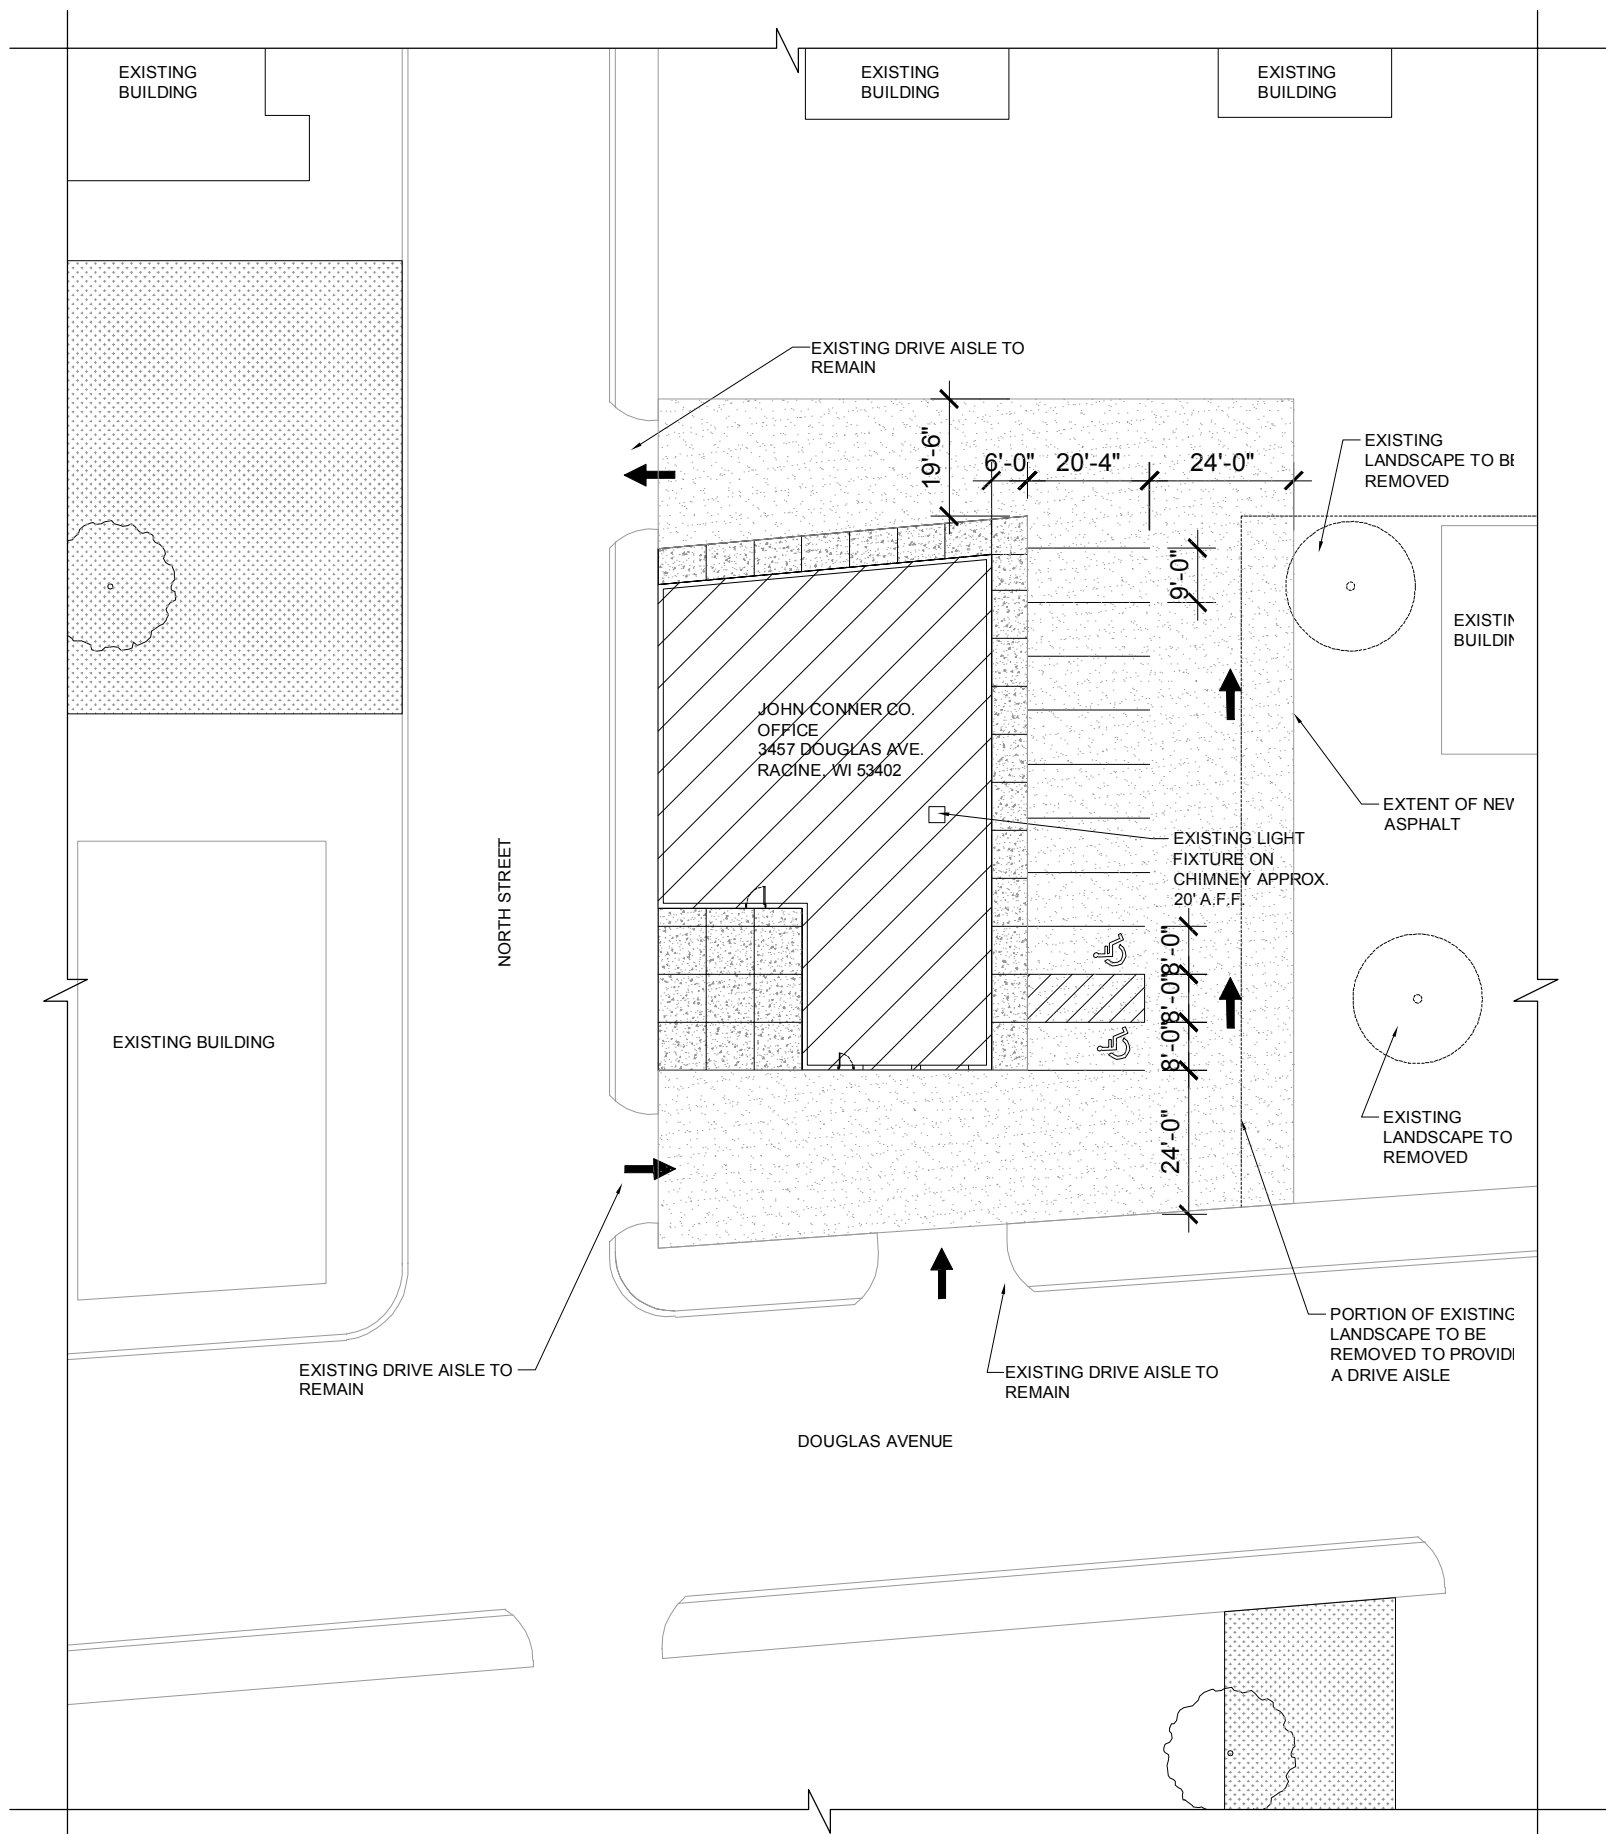 EXISTING
BUILDING
EXISTING
BUILDING
EXISTING
BUILDING
EXISTING DRIVE AISLE TO
REMAIN
19'-6"
6'-0"
20'-4"
24'-0"
EXISTING
LANDSCAPE TO BE
REMOVED
9'-0"
EXISTIN
BUILDIN
JOHN CONNER CO.
OFFICE
3457 DOUGLAS AVE.
RACINE, WI 53402
EXTENT OF NEW
ASPHALT
EXISTING LIGHT
FIXTURE ON
CHIMNEY APPROX.
20' A.F.F.
NORTH STREET
8'-0"
8'-0"
8'-0"
EXISTING BUILDING
24'-0"
EXISTING
LANDSCAPE TO
REMOVED
PORTION OF EXISTING
LANDSCAPE TO BE
REMOVED TO PROVIDE
A DRIVE AISLE
EXISTING DRIVE AISLE TO
REMAIN
EXISTING DRIVE AISLE TO
REMAIN
DOUGLAS AVENUE